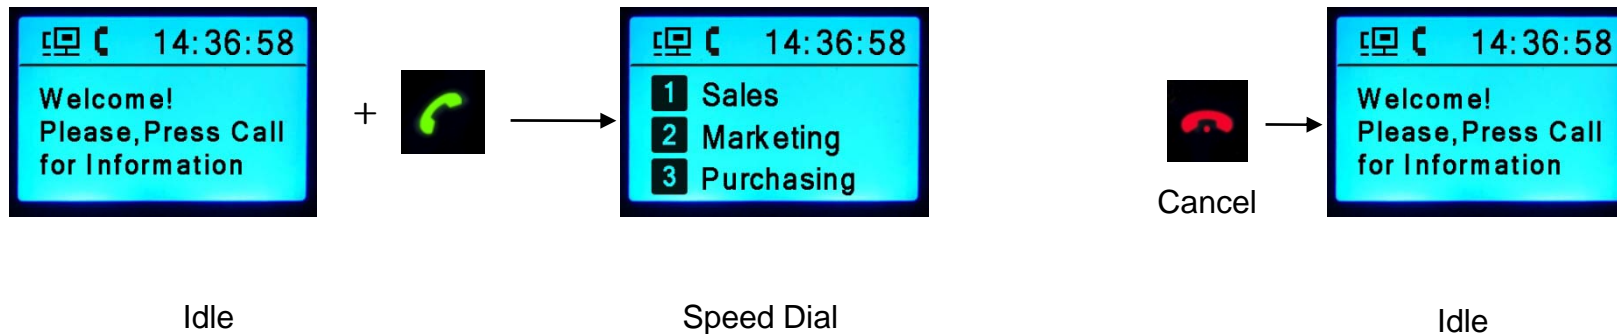 14:36:58
Welcome!
Please,Press Call
for Information
Idle
+
14:36:58
1 Sales
2 Marketing
3 Purchasing
Speed Dial
Cancel
14:36:58
Welcome!
Please,Press Call
for Information
Idle